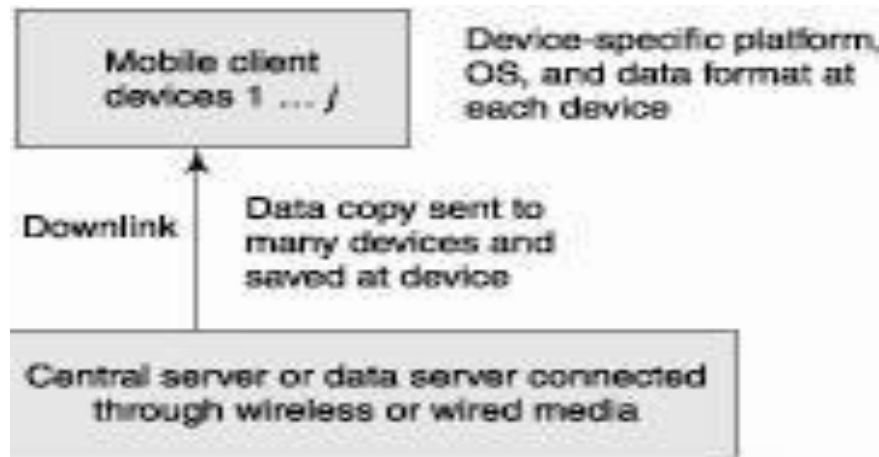 Mobile client
devices 1 ... j
Device-specific platform,
OS, and data format at
each device
Downlink
Data copy sent to
many devices and
saved at device
Central server or data server connected
through wireless or wired media